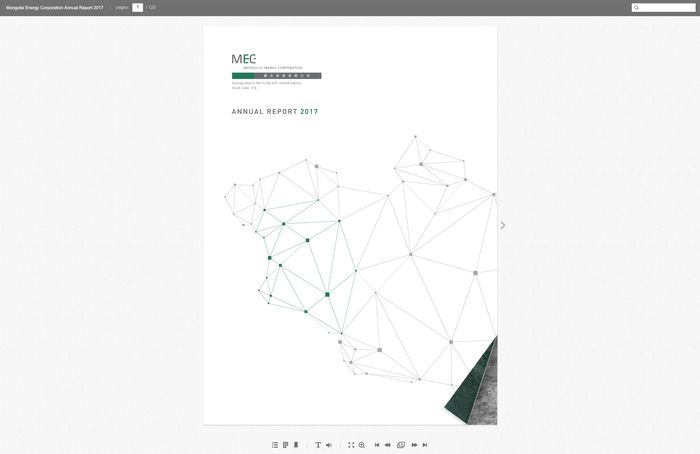 Mongolia Energy Corporation Annual Report 2017
pages:
1
/ 120
MEC
MONGOLIA ENERGY CORPORATION
蒙古能源有限公司
Incorporated in Bermuda with limited liability
Stock Code: 276
ANNUAL REPORT 2017